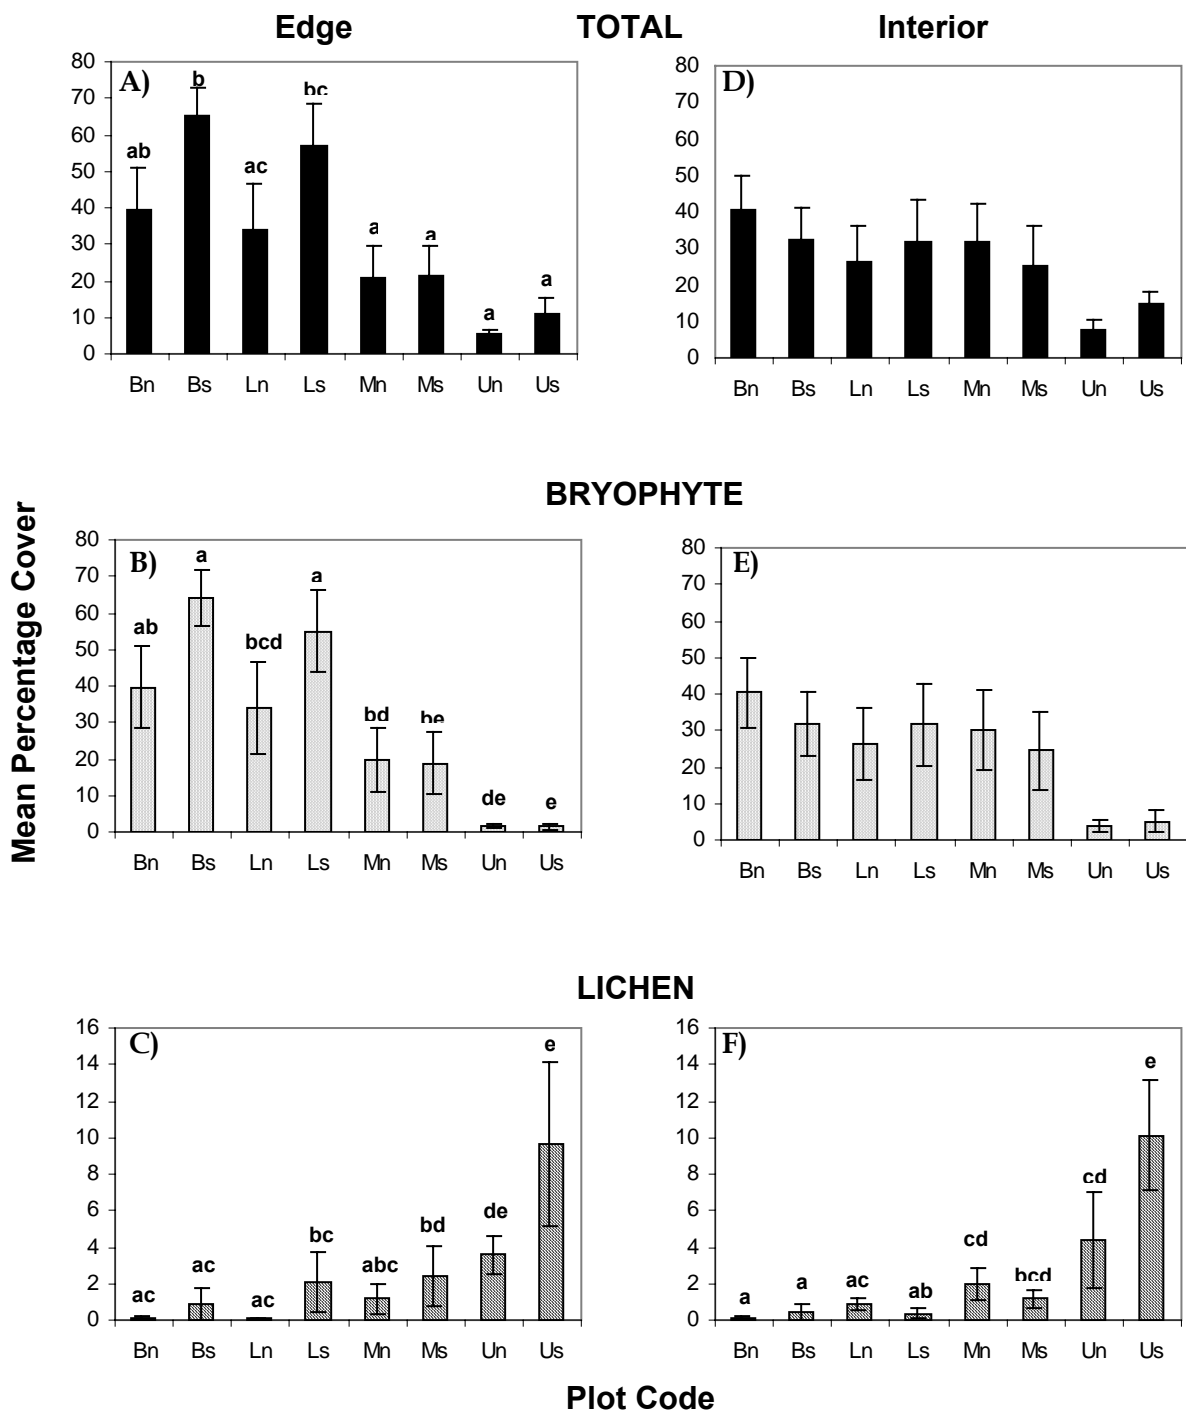 Edge TOTAL Interior
A)
80
70
60
50
40
30
20
10
0
ab b ac bc a a a a
Bn Bs Ln Ls Mn Ms Un Us
D)
80
70
60
50
40
30
20
10
0
Bn Bs Ln Ls Mn Ms Un Us
Mean Percentage Cover
BRYOPHYTE
B)
80
70
60
50
40
30
20
10
0
ab a bcd a bd be de e
Bn Bs Ln Ls Mn Ms Un Us
E)
80
70
60
50
40
30
20
10
0
Bn Bs Ln Ls Mn Ms Un Us
LICHEN
C)
16
14
12
10
8
6
4
2
0
ac ac ac bc abc bd de e
Bn Bs Ln Ls Mn Ms Un Us
F)
16
14
12
10
8
6
4
2
0
a a ac ab cd bcd cd e
Bn Bs Ln Ls Mn Ms Un Us
Plot Code